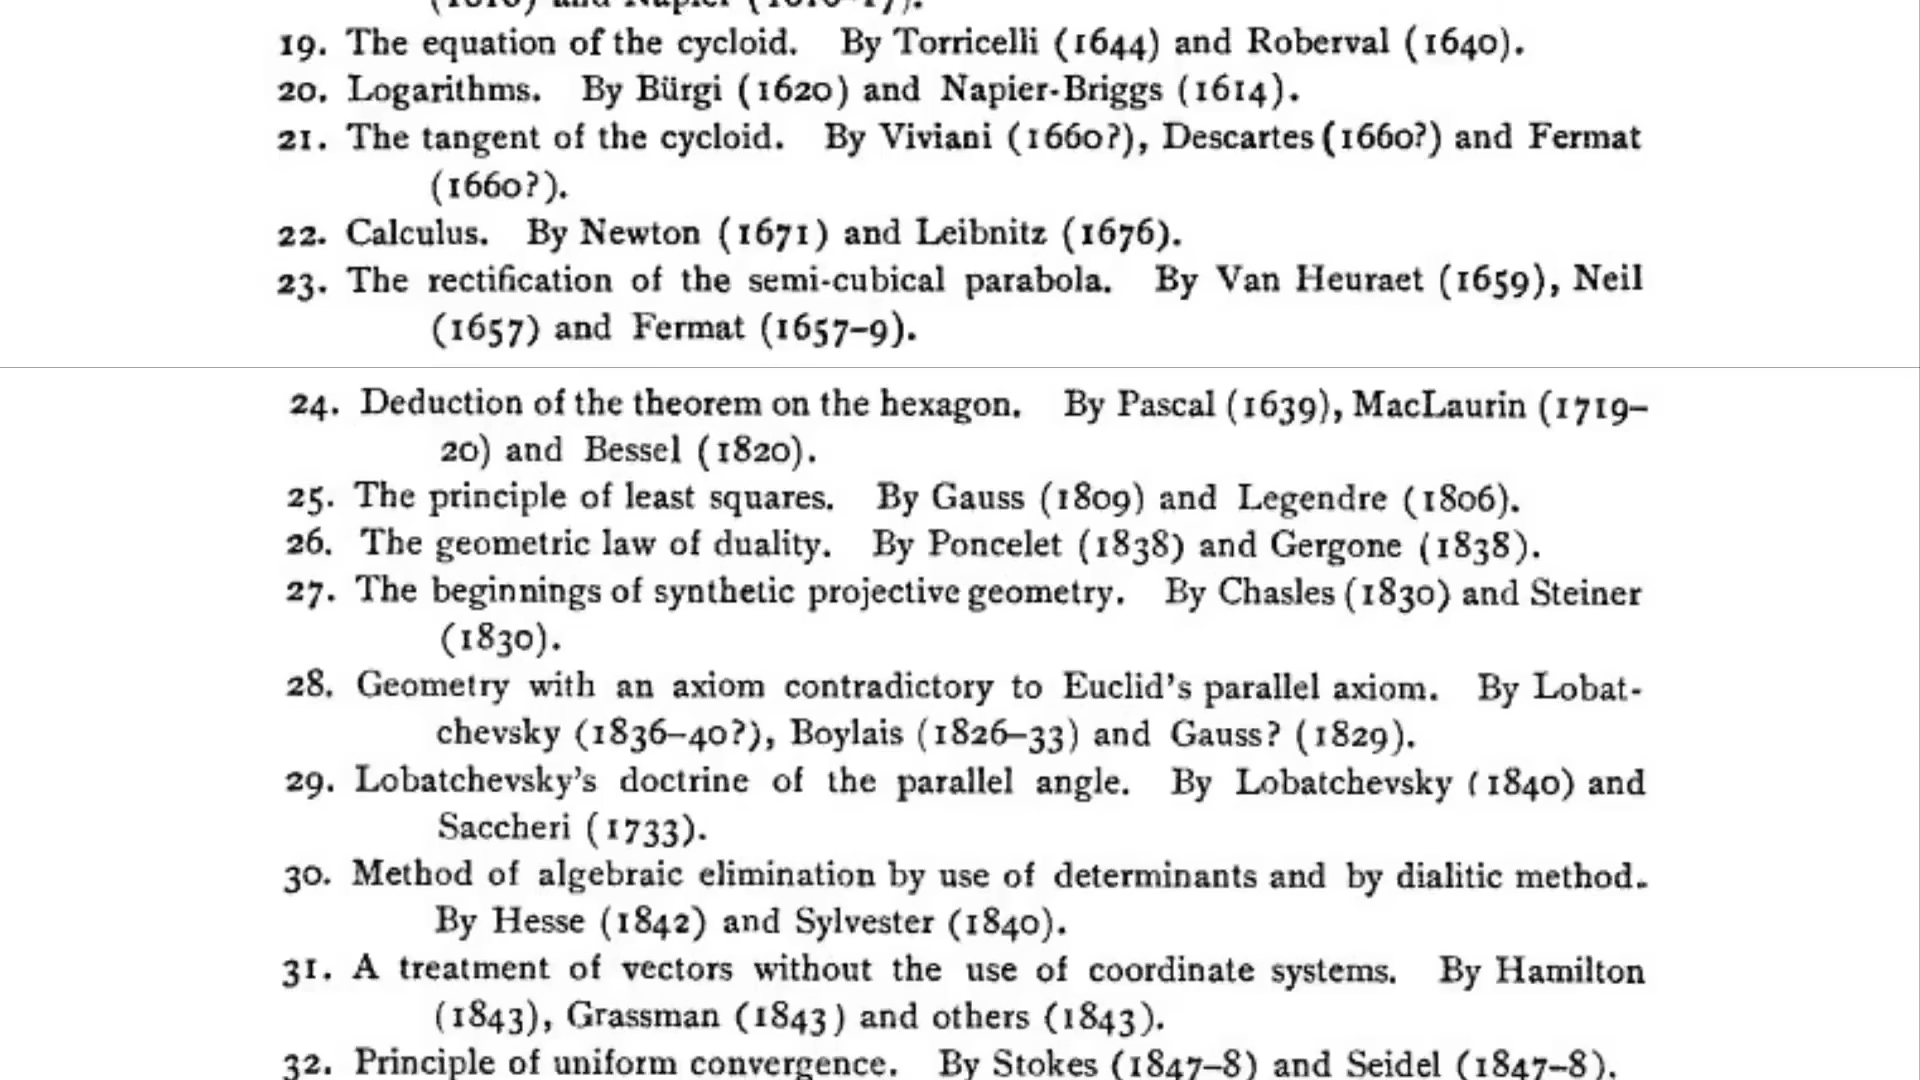 (1610) and Napier (1616-17).
19. The equation of the cycloid. By Torricelli (1644) and Roberval (1640).
20. Logarithms. By Bürgi (1620) and Napier-Briggs (1614).
21. The tangent of the cycloid. By Viviani (1660?), Descartes (1660?) and Fermat
(1660?).
22. Calculus. By Newton (1671) and Leibnitz (1676).
23. The rectification of the semi-cubical parabola. By Van Heuraet (1659), Neil
(1657) and Fermat (1657–9).
24. Deduction of the theorem on the hexagon. By Pascal (1639), MacLaurin (1719–
20) and Bessel (1820).
25. The principle of least squares. By Gauss (1809) and Legendre (1806).
26. The geometric law of duality. By Poncelet (1838) and Gergone (1838).
27. The beginnings of synthetic projective geometry. By Chasles (1830) and Steiner
(1830).
28. Geometry with an axiom contradictory to Euclid's parallel axiom. By Lobat-
chevsky (1836–40?), Boylais (1826–33) and Gauss? (1829).
29. Lobatchevsky's doctrine of the parallel angle. By Lobatchevsky (1840) and
Saccheri (1733).
30. Method of algebraic elimination by use of determinants and by dialitic method.
By Hesse (1842) and Sylvester (1840).
31. A treatment of vectors without the use of coordinate systems. By Hamilton
(1843), Grassman (1843) and others (1843).
32. Principle of uniform convergence. By Stokes (1847–8) and Seidel (1847–8).